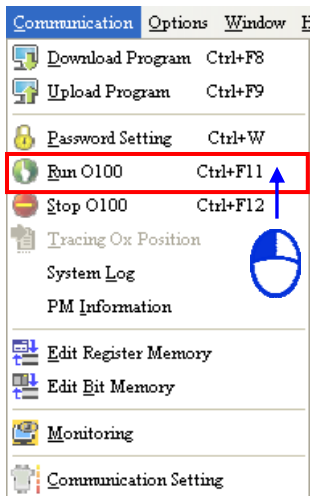 Communication Options Window H
Download Program Ctrl+F8
Upload Program Ctrl+F9
Password Setting Ctrl+W
Run O100 Ctrl+F11
Stop O100 Ctrl+F12
Tracing Ox Position
System Log
PM Information
Edit Register Memory
Edit Bit Memory
Monitoring
Communication Setting